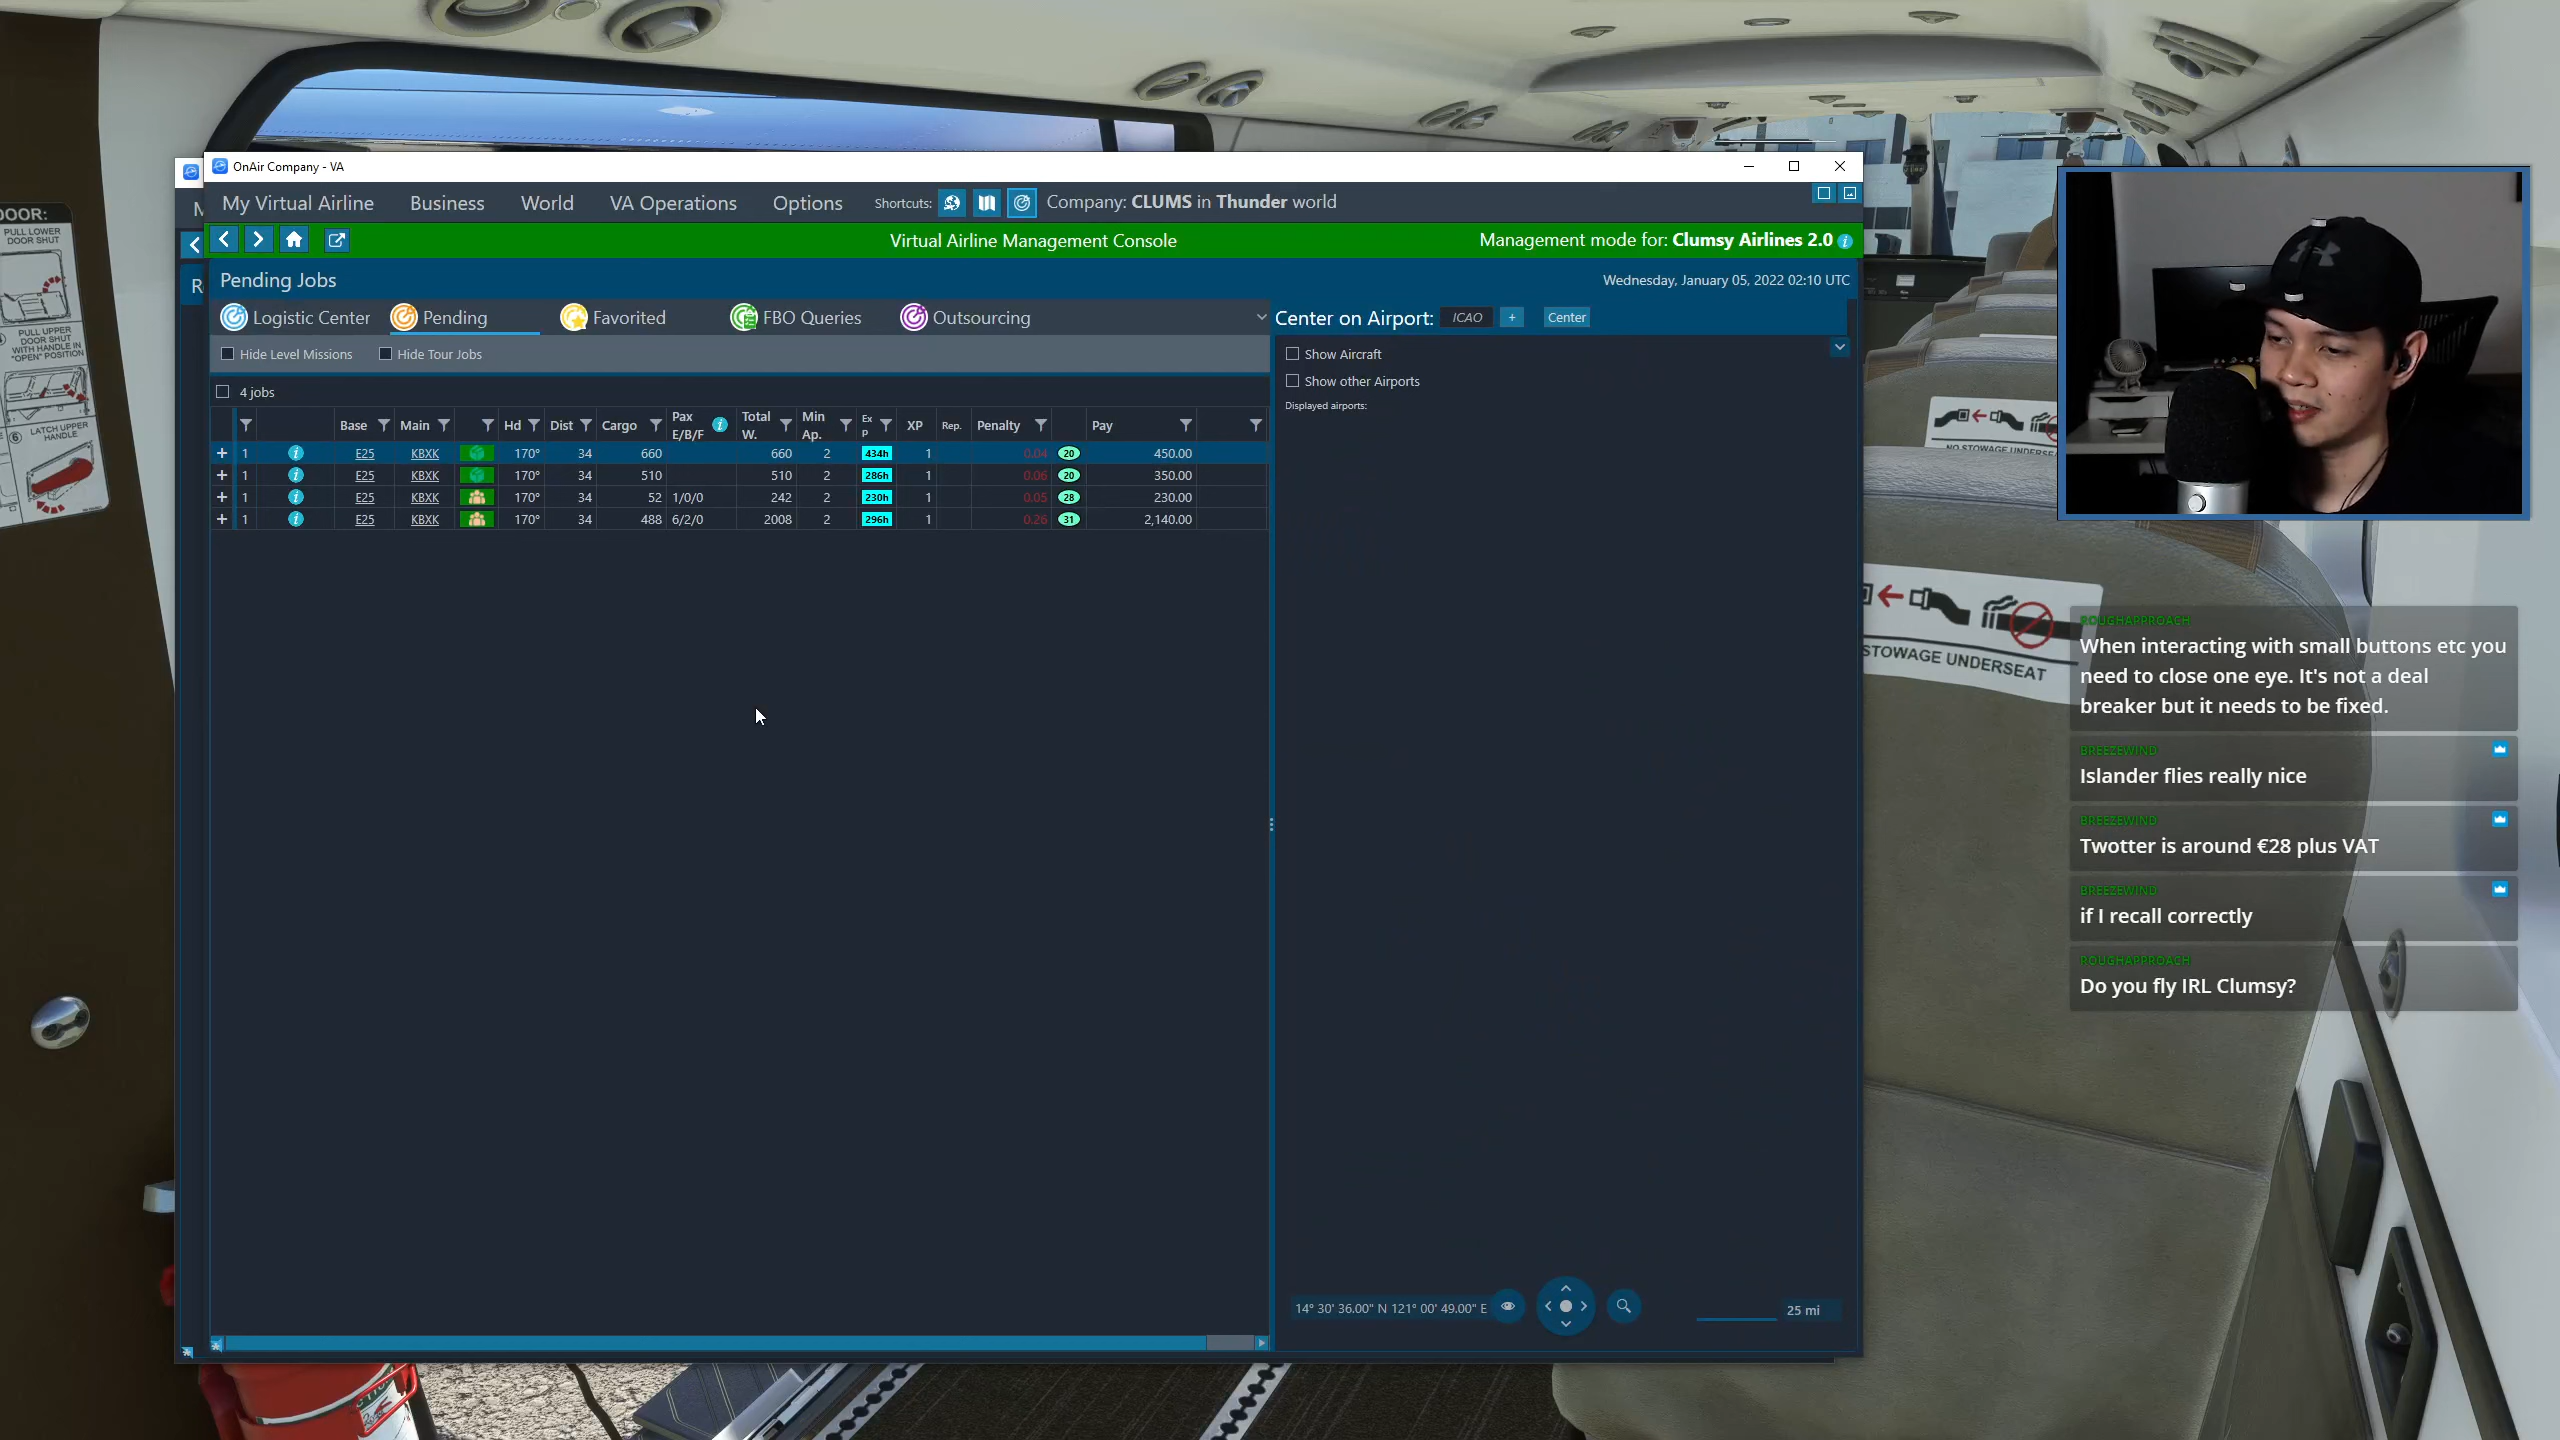 DOOR:
PULL LOWER
DOOR SHUT
PULL UPPER
DOOR SHUT WITH
HANDLE IN
"OPEN" POSITION
6
LATCH UPPER
HANDLE
OnAir Company - VA
My Virtual Airline Business World VA Operations Options Shortcuts: Company: CLUMS in Thunder world
Virtual Airline Management Console
Management mode for: Clumsy Airlines 2.0
Pending Jobs
Wednesday, January 05, 2022 02:10 UTC
Logistic Center Pending Favorited FBO Queries Outsourcing
Center on Airport: ICAO + Center
Hide Level Missions Hide Tour Jobs
Show Aircraft
Show other Airports
Displayed airports:
4 jobs
Base Main Hd Dist Cargo Pax E/B/F Total W. Min Ap. Exp XP Rep. Penalty Pay
+ 1 E25 KBXK 170° 34 660 660 2 434h 1 0.04 20 450.00
+ 1 E25 KBXK 170° 34 510 510 2 286h 1 0.06 20 350.00
+ 1 E25 KBXK 170° 34 52 1/0/0 242 2 230h 1 0.05 28 230.00
+ 1 E25 KBXK 170° 34 488 6/2/0 2008 2 296h 1 0.26 31 2,140.00
14° 30' 36.00" N 121° 00' 49.00" E
25 mi
STOWAGE UNDERSEAT
ROUGHAPPROACH
When interacting with small buttons etc you
need to close one eye. It's not a deal
breaker but it needs to be fixed.
BREEZEWIND
Islander flies really nice
BREEZEWIND
Twotter is around €28 plus VAT
BREEZEWIND
if I recall correctly
ROUGHAPPROACH
Do you fly IRL Clumsy?